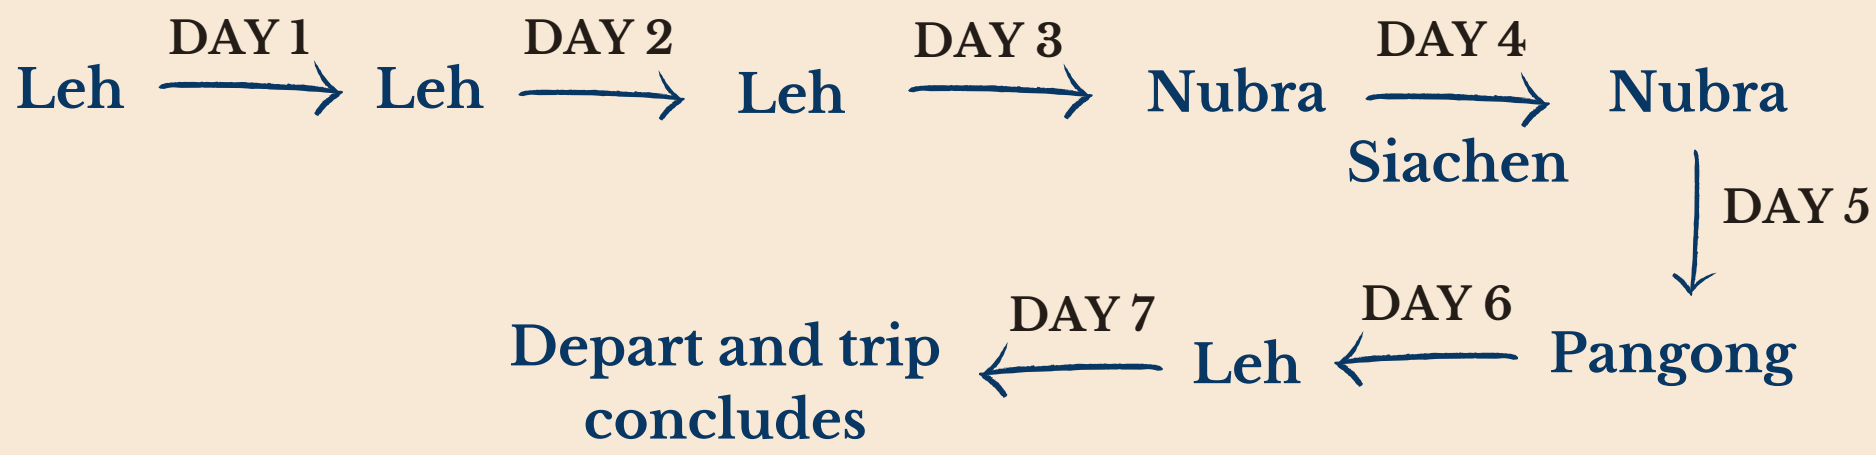 DAY 1 DAY 2 DAY 3 DAY 4
Leh Leh Leh Nubra Nubra
Siachen
DAY 5
DAY 7 DAY 6
Depart and trip Leh Pangong
concludes